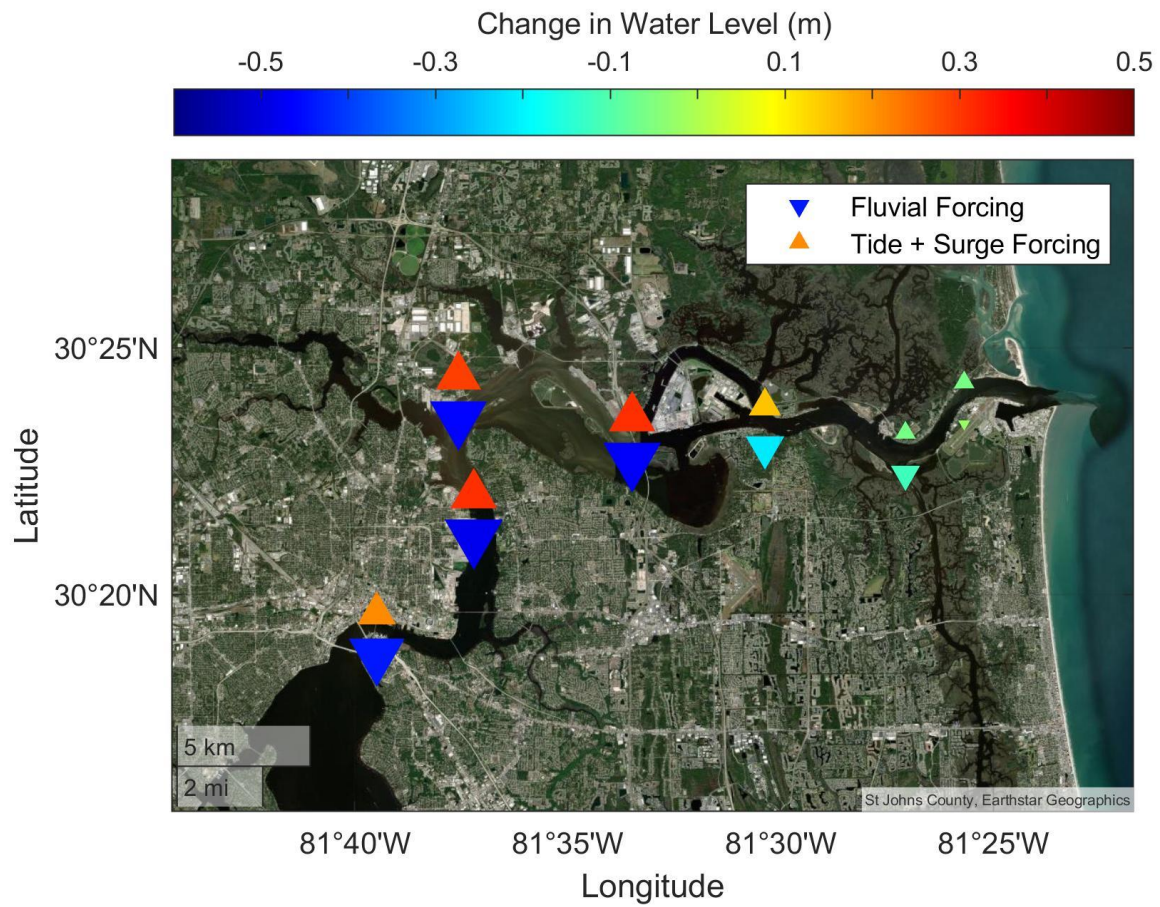 Change in Water Level (m)
-0.5 -0.3 -0.1 0.1 0.3 0.5
Fluvial Forcing
Tide + Surge Forcing
30°25'N
Latitude
30°20'N
5 km
2 mi
St Johns County, Earthstar Geographics
81°40'W 81°35'W 81°30'W 81°25'W
Longitude